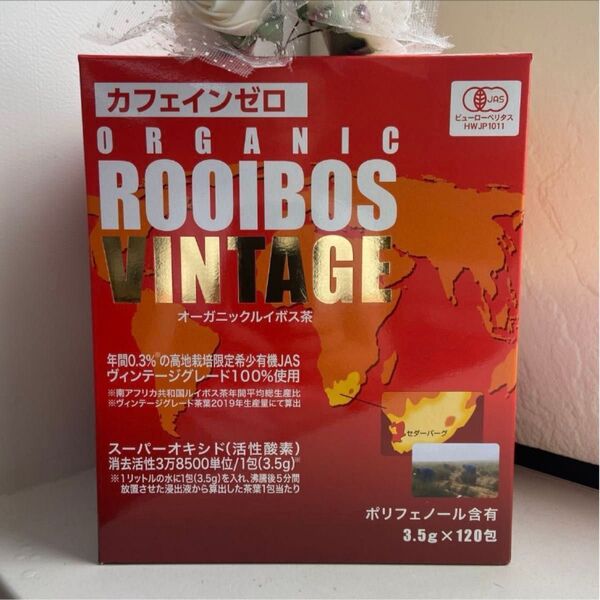 カフェインゼロ
JAS
ビューローベリタス
HWJP1011
ORGANIC
ROOIBOS
VINTAGE
オーガニックルイボス茶
年間0.3%※の高地栽培限定希少有機JAS
ヴィンテージグレード100%使用
※南アフリカ共和国ルイボス茶年間平均総生産比
※ヴィンテージグレード茶葉2019年生産量にて算出
セダーバーグ
スーパーオキシド(活性酸素)
消去活性3万8500単位/1包(3.5g)※
※1リットルの水に1包(3.5g)を入れ、沸騰後5分間
放置させた浸出液から算出した茶葉1包当たり
ポリフェノール含有
3.5g×120包